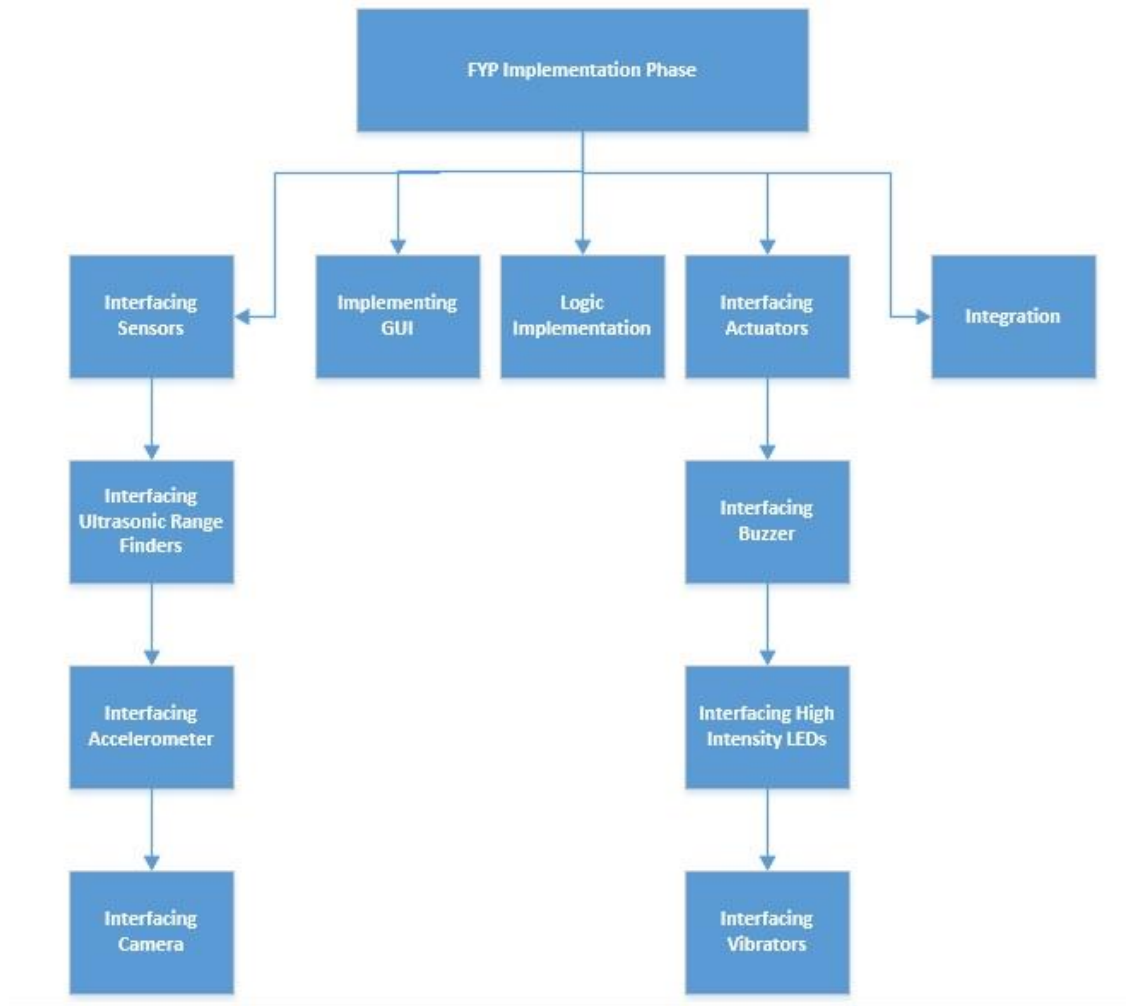 FYP Implementation Phase
Interfacing
Sensors
Implementing
GUI
Logic
Implementation
Interfacing
Actuators
Integration
Interfacing
Ultrasonic Range
Finders
Interfacing
Buzzer
Interfacing
Accelerometer
Interfacing High
Intensity LEDs
Interfacing
Camera
Interfacing
Vibrators